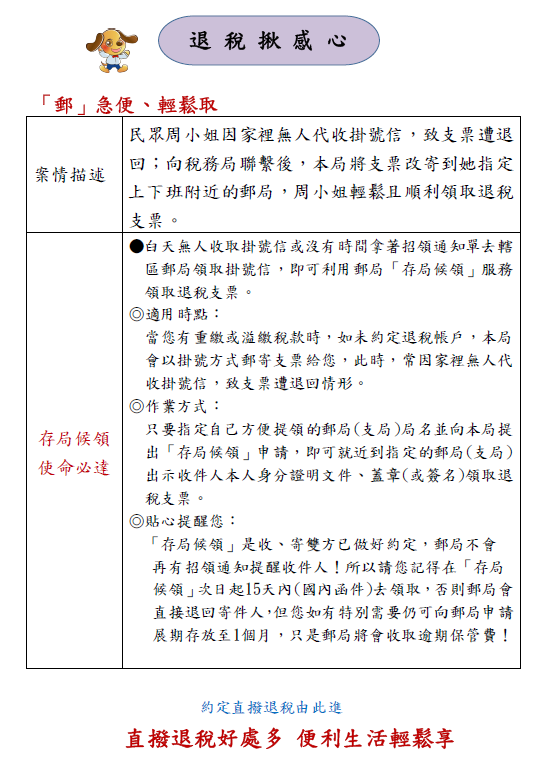 退稅揪感心
「郵」急便、輕鬆取
案情描述
民眾周小姐因家裡無人代收掛號信，致支票遭退
回；向稅務局聯繫後，本局將支票改寄到她指定
上下班附近的郵局，周小姐輕鬆且順利領取退稅
支票。
存局候領
使命必達
●白天無人收取掛號信或沒有時間拿著招領通知單去轄
區郵局領取掛號信，即可利用郵局「存局候領」服務
領取退稅支票。
◎適用時點：
當您有重繳或溢繳稅款時，如未約定退稅帳戶，本局
會以掛號方式郵寄支票給您，此時，常因家裡無人代
收掛號信，致支票遭退回情形。
◎作業方式：
只要指定自己方便提領的郵局(支局)局名並向本局提
出「存局候領」申請，即可就近到指定的郵局(支局)
出示收件人本人身分證明文件、蓋章(或簽名)領取退
稅支票。
◎貼心提醒您：
「存局候領」是收、寄雙方已做好約定，郵局不會
再有招領通知提醒收件人！所以請您記得在「存局
候領」次日起15天內(國內函件)去領取，否則郵局會
直接退回寄件人，但您如有特別需要仍可向郵局申請
展期存放至1個月，只是郵局將會收取逾期保管費！
約定直撥退稅由此進
直撥退稅好處多 便利生活輕鬆享